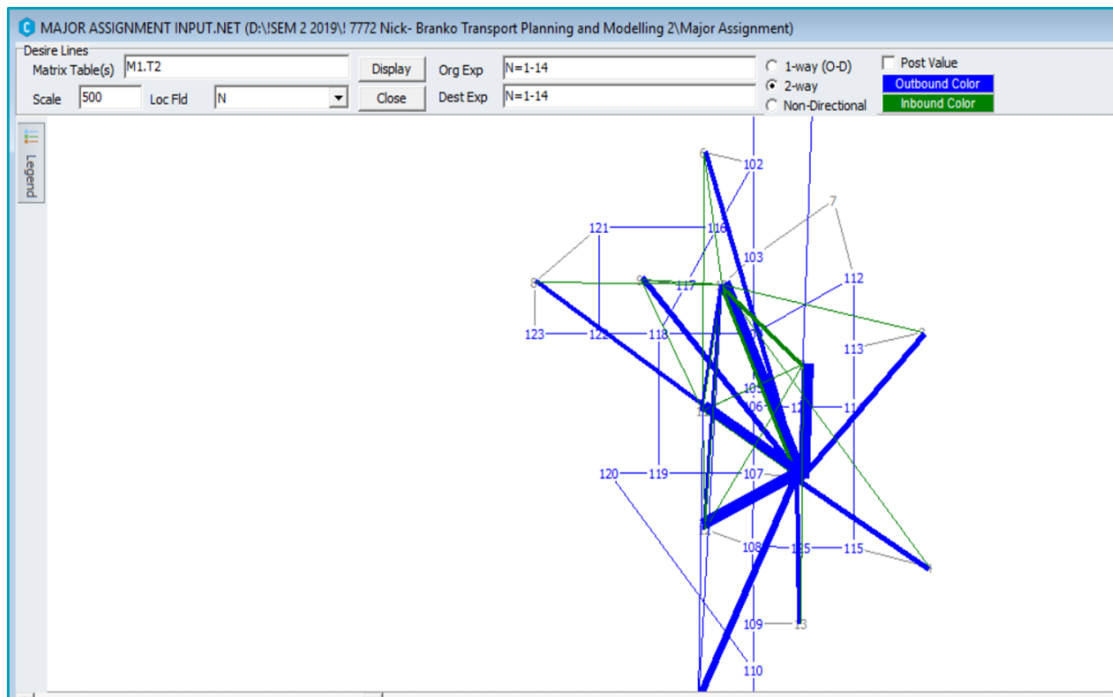 MAJOR ASSIGNMENT INPUT.NET (D:\!SEM 2 2019\! 7772 Nick- Branko Transport Planning and Modelling 2\Major Assignment)
Desire Lines
Matrix Table(s) M1.T2 Display Org Exp N=1-14 1-way (O-D) Post Value
2-way Outbound Color
Scale 500 Loc Fld N Close Dest Exp N=1-14 Non-Directional Inbound Color
Legend
6 102
7
121 116
103
8 9 117 112
123 122 118 113
105
106
120 119 107
108 115
109 13
110